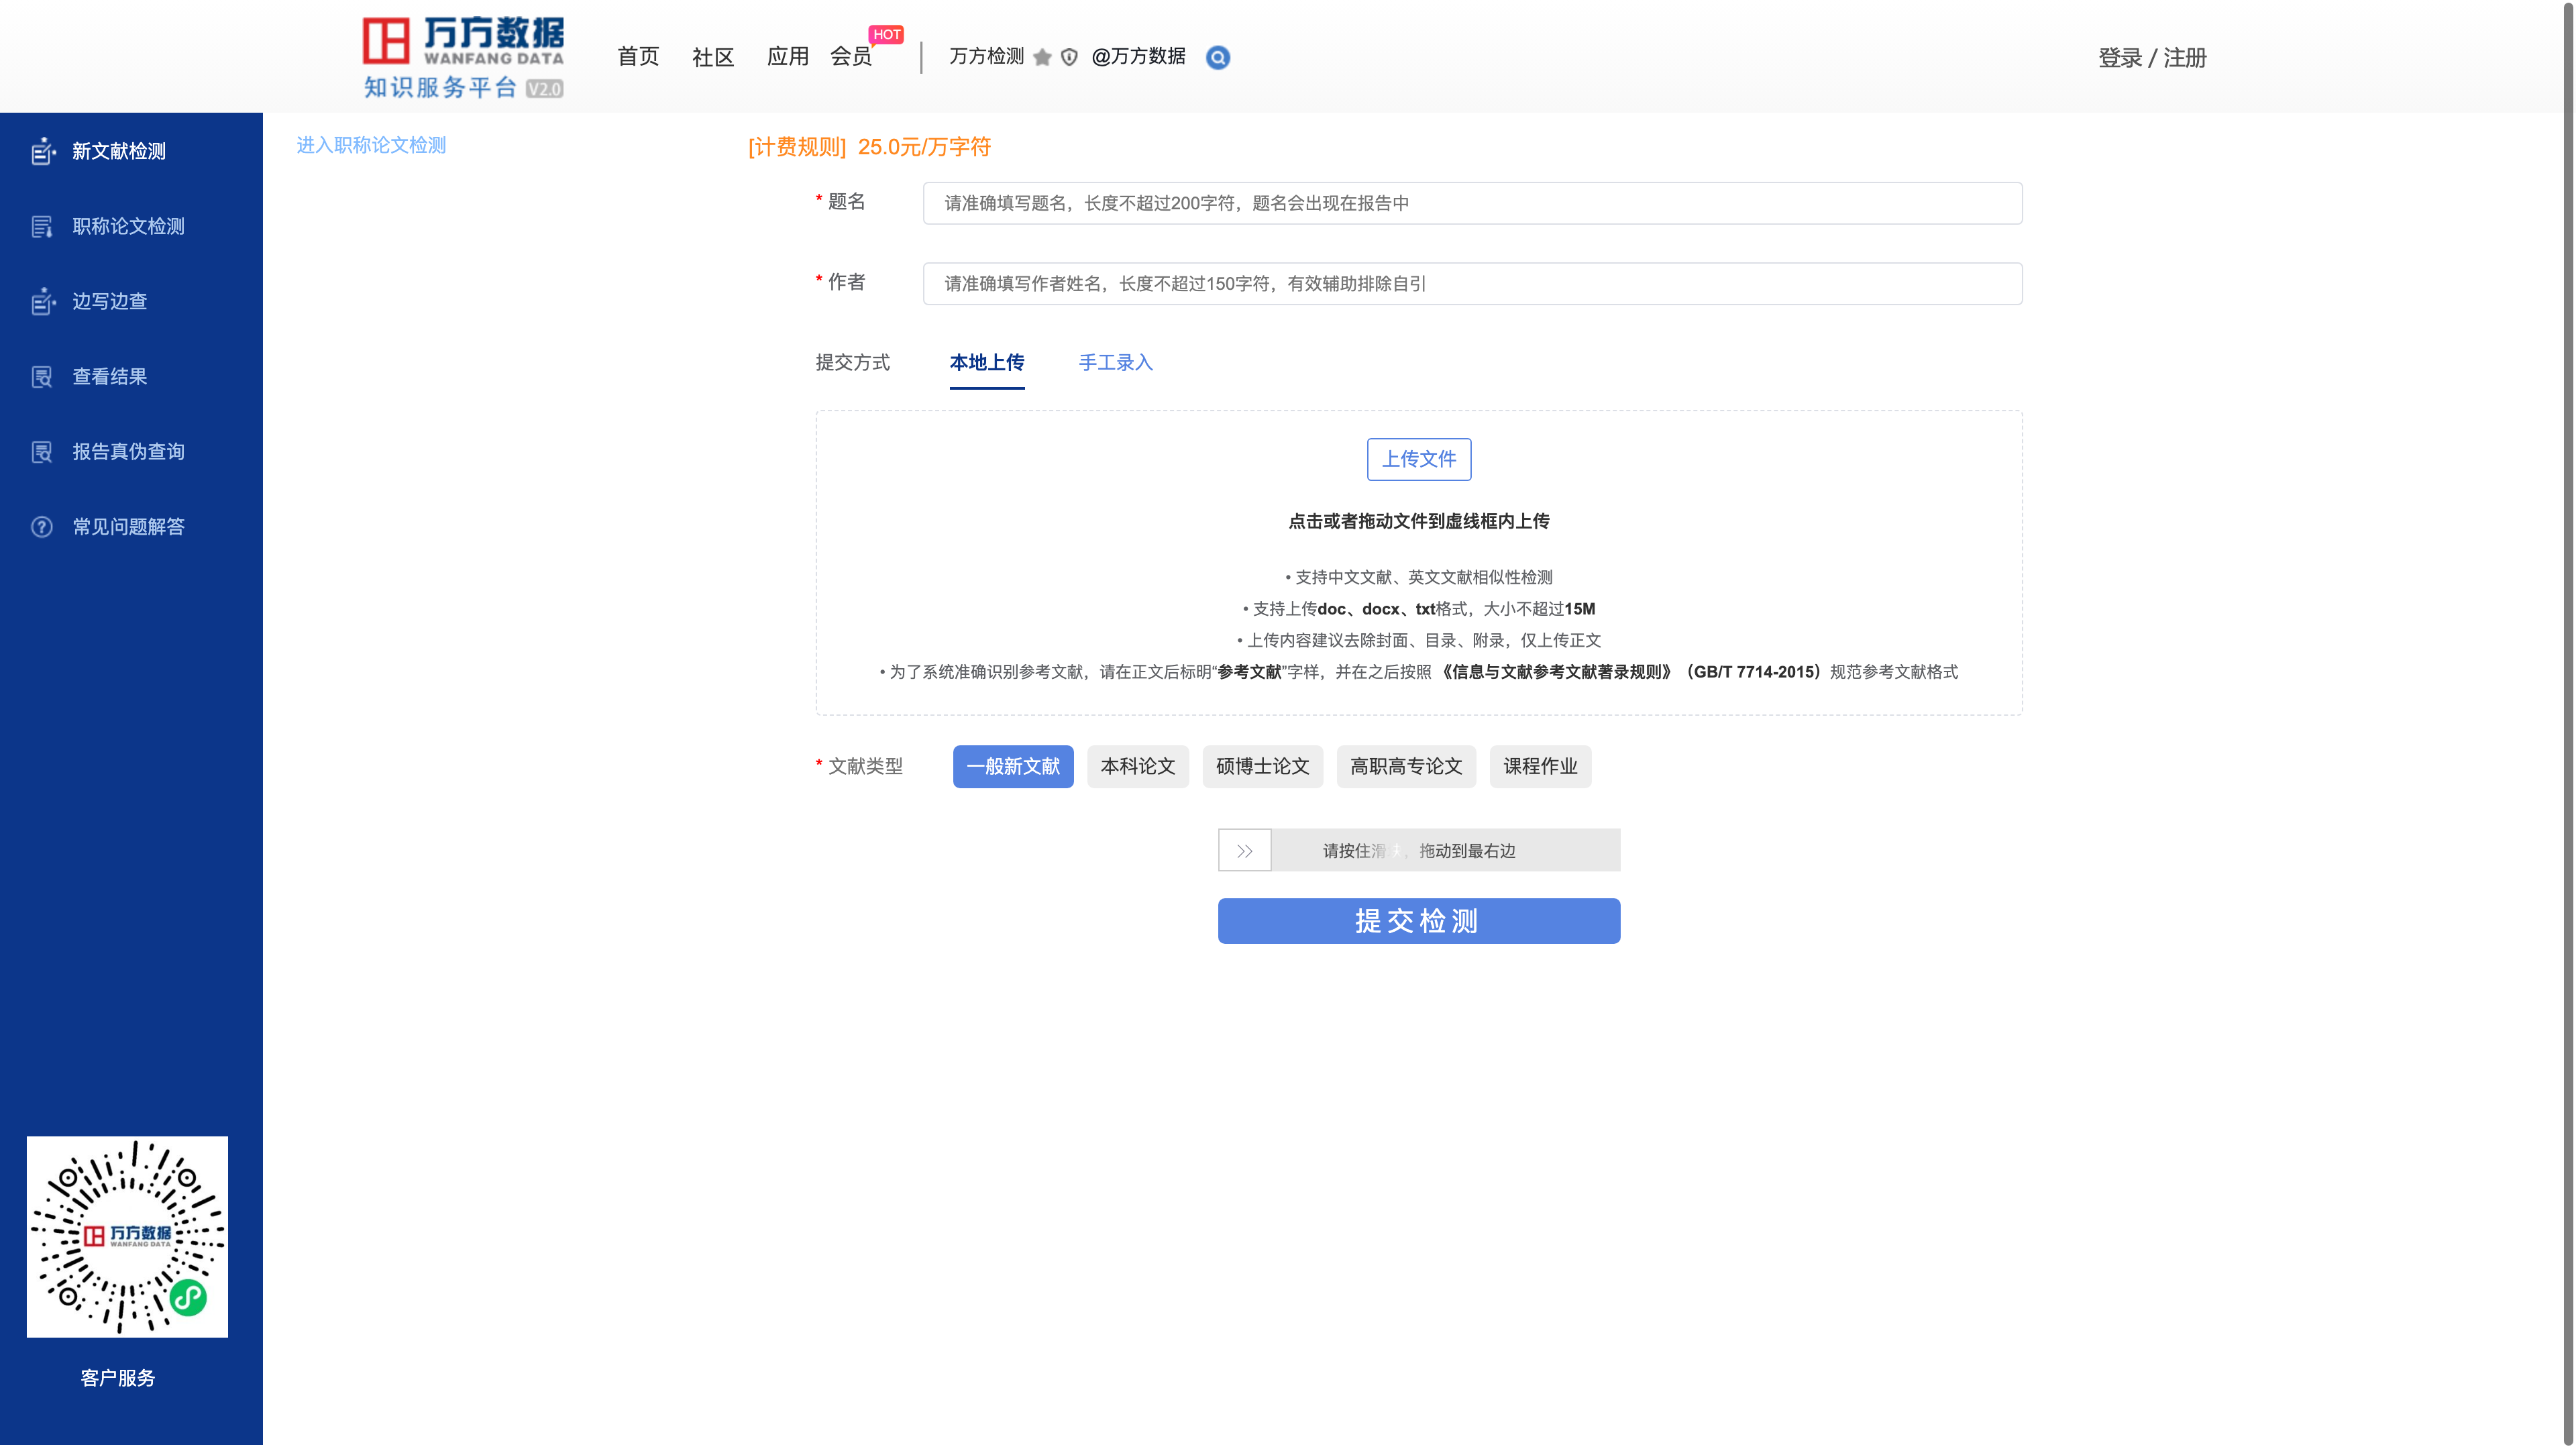 万方数据
WANFANG DATA
知识服务平台 V2.0
首页 社区 应用 会员 HOT 万方检测 @万方数据
登录 / 注册
新文献检测
职称论文检测
边写边查
查看结果
报告真伪查询
常见问题解答
万方数据
WANFANG DATA
客户服务
进入职称论文检测
[计费规则] 25.0元/万字符
* 题名 请准确填写题名，长度不超过200字符，题名会出现在报告中
* 作者 请准确填写作者姓名，长度不超过150字符，有效辅助排除自引
提交方式 本地上传 手工录入
上传文件
点击或者拖动文件到虚线框内上传
• 支持中文文献、英文文献相似性检测
• 支持上传doc、docx、txt格式，大小不超过15M
• 上传内容建议去除封面、目录、附录，仅上传正文
• 为了系统准确识别参考文献，请在正文后标明“参考文献”字样，并在之后按照 《信息与文献参考文献著录规则》（GB/T 7714-2015）规范参考文献格式
* 文献类型 一般新文献 本科论文 硕博士论文 高职高专论文 课程作业
请按住滑块，拖动到最右边
提交检测